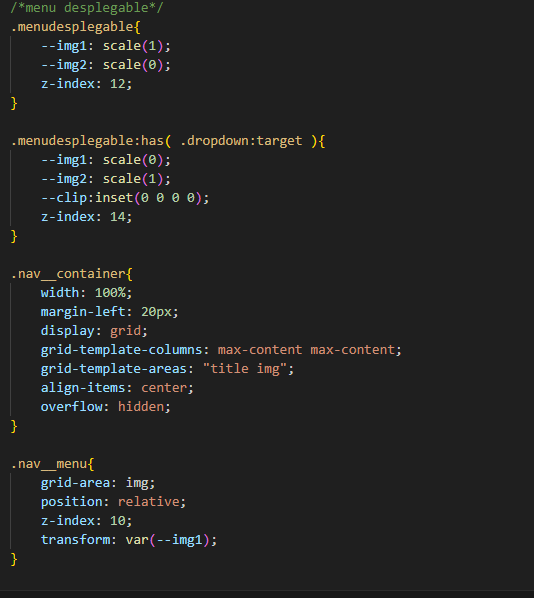 /*menu desplegable*/
.menudesplegable{
    --img1: scale(1);
    --img2: scale(0);
    z-index: 12;
}

.menudesplegable:has( .dropdown:target ){
    --img1: scale(0);
    --img2: scale(1);
    --clip:inset(0 0 0 0);
    z-index: 14;
}

.nav__container{
    width: 100%;
    margin-left: 20px;
    display: grid;
    grid-template-columns: max-content max-content;
    grid-template-areas: "title img";
    align-items: center;
    overflow: hidden;
}

.nav__menu{
    grid-area: img;
    position: relative;
    z-index: 10;
    transform: var(--img1);
}